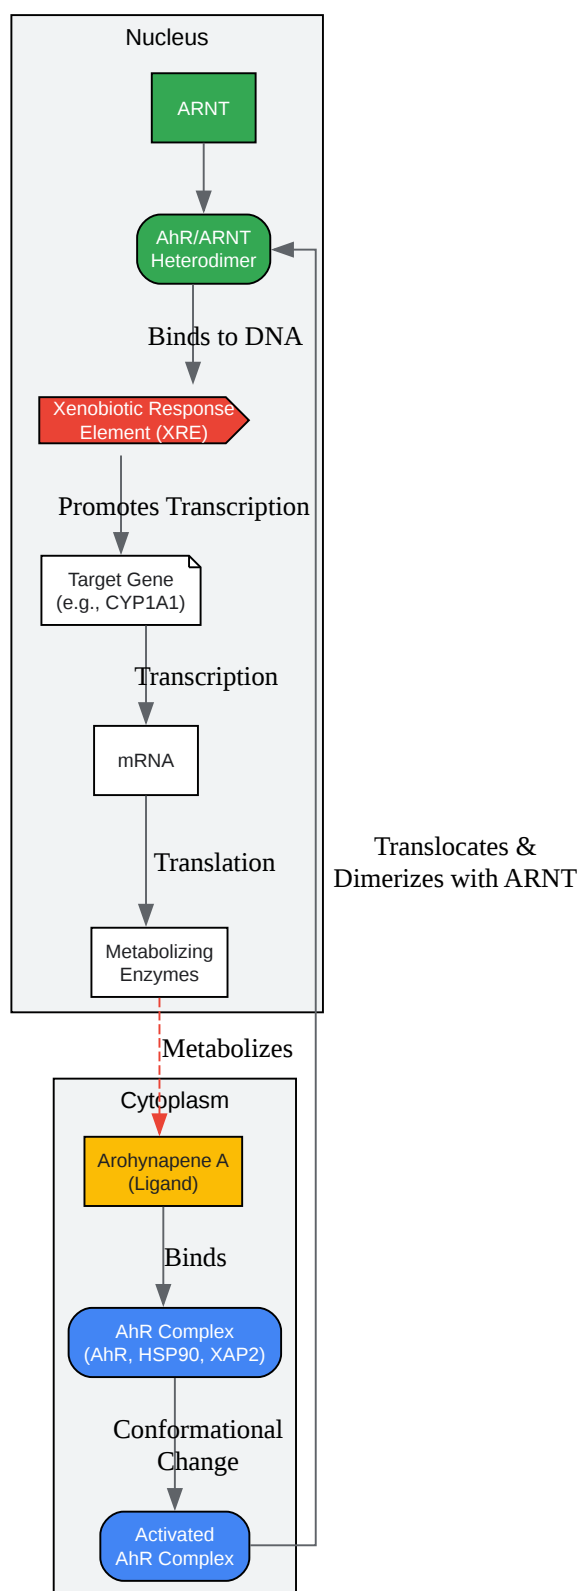 Nucleus
ARNT
AhR/ARNT
Heterodimer
Binds to DNA
Xenobiotic Response
Element (XRE)
Promotes Transcription
Target Gene
(e.g., CYP1A1)
Transcription
mRNA
Translation
Translocates &
Dimerizes with ARNT
Metabolizing
Enzymes
Metabolizes
Cytoplasm
Arohynapene A
(Ligand)
Binds
AhR Complex
(AhR, HSP90, XAP2)
Conformational
Change
Activated
AhR Complex